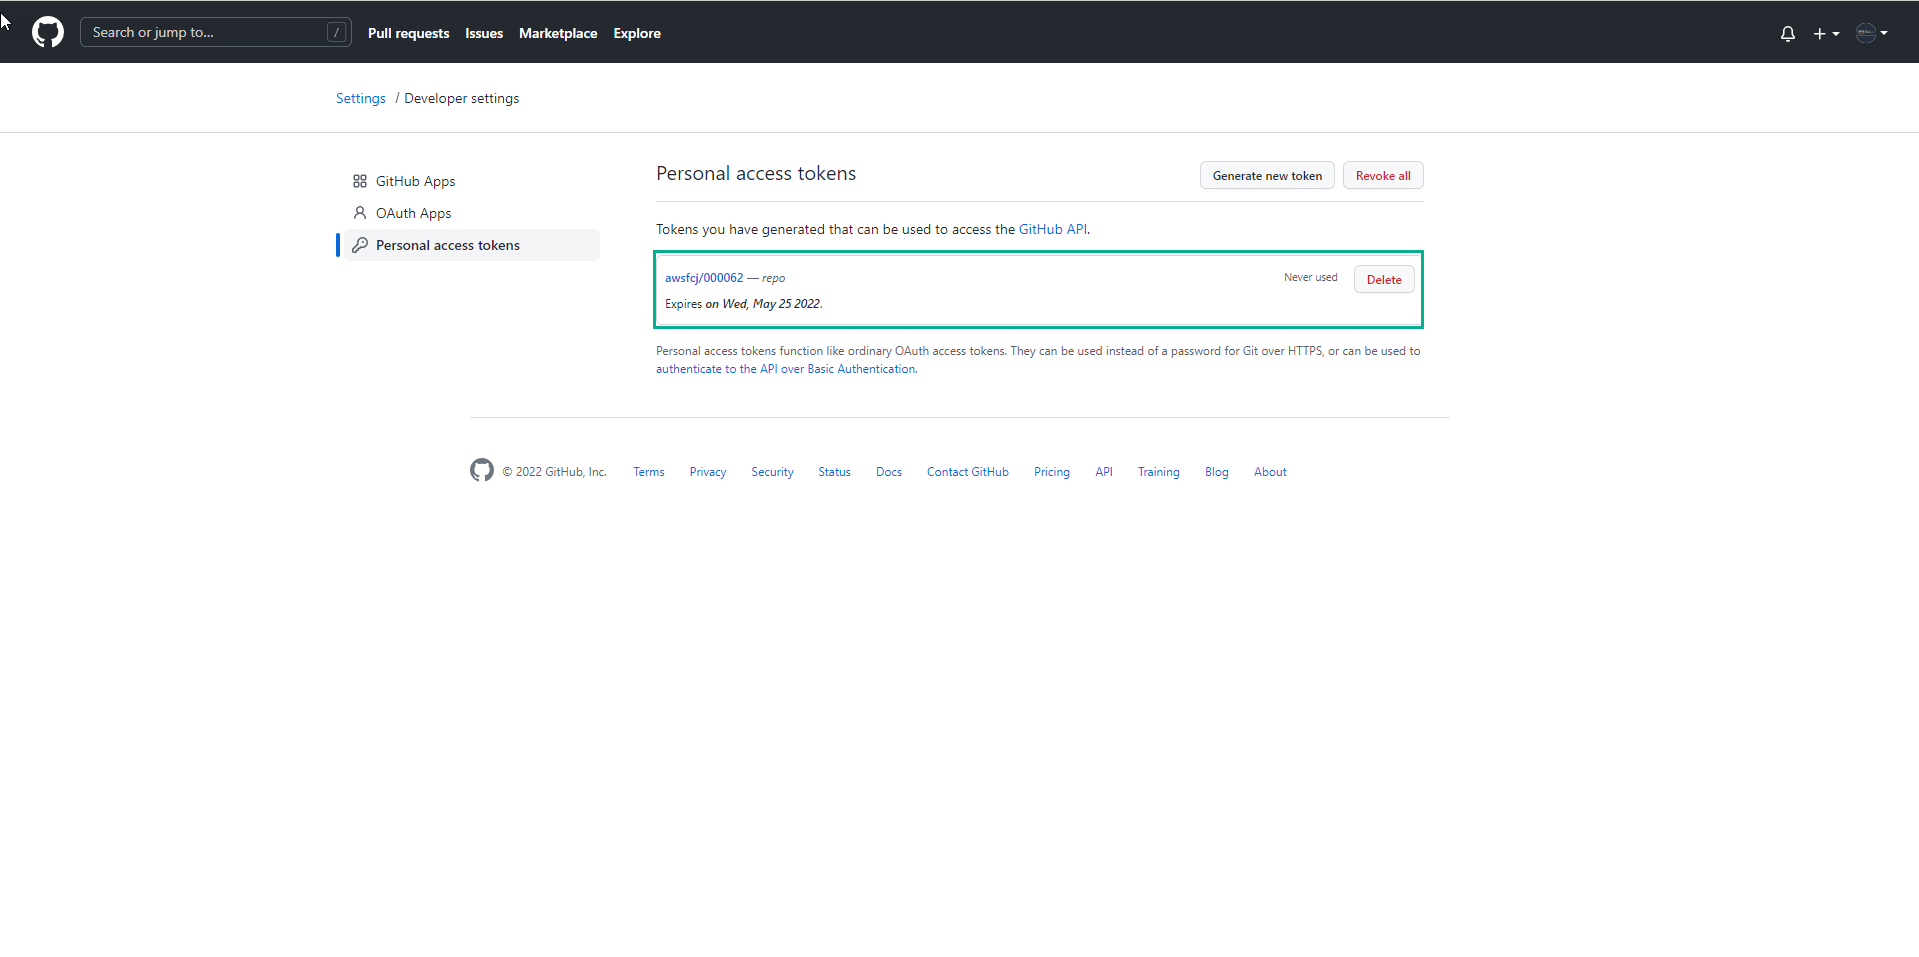 Search or jump to... /
Pull requests Issues Marketplace Explore
Settings / Developer settings
GitHub Apps
OAuth Apps
Personal access tokens
Personal access tokens
Generate new token
Revoke all
Tokens you have generated that can be used to access the GitHub API.
awsfcj/000062 — repo
Never used
Delete
Expires on Wed, May 25 2022.
Personal access tokens function like ordinary OAuth access tokens. They can be used instead of a password for Git over HTTPS, or can be used to
authenticate to the API over Basic Authentication.
© 2022 GitHub, Inc. Terms Privacy Security Status Docs Contact GitHub Pricing API Training Blog About